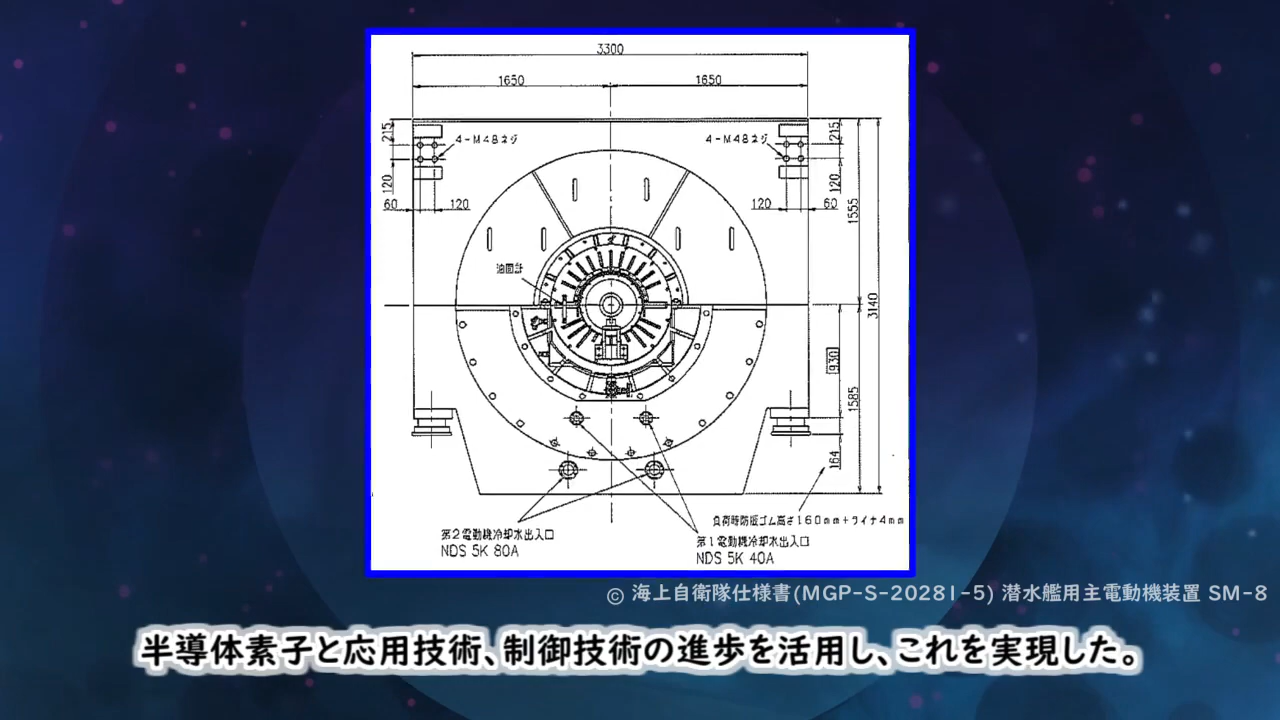 3300
1650
1650
215
4-M48ネジ
4-M48ネジ
215
120
120
60
120
120
60
1555
油面計
3140
930
1585
164
負荷時防振ゴム高さ160mm+ライナ4mm
第2電動機冷却水出入口
NDS 5K 80A
第1電動機冷却水出入口
NDS 5K 40A
© 海上自衛隊仕様書(MGP-S-20281-5) 潜水艦用主電動機装置 SM-8
半導体素子と応用技術、制御技術の進歩を活用し、これを実現した。